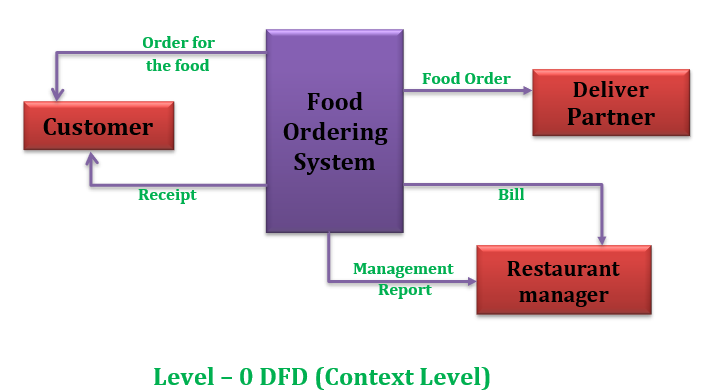 Order for
the food
Customer
Receipt
Food
Ordering
System
Food Order
Deliver
Partner
Bill
Management
Report
Restaurant
manager
Level – 0 DFD (Context Level)